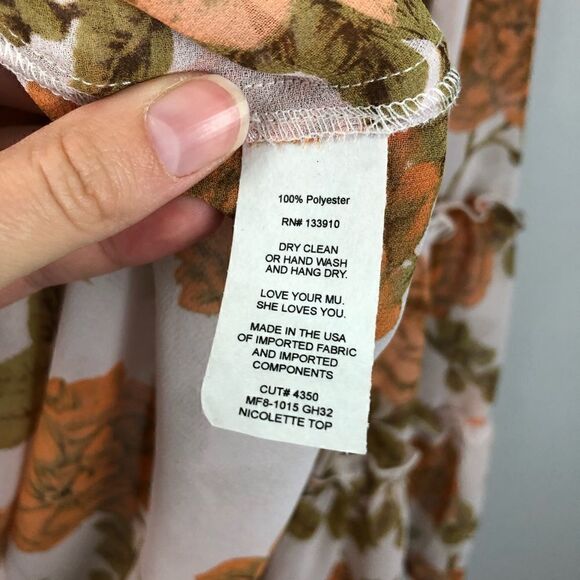 100% Polyester
RN# 133910
DRY CLEAN
OR HAND WASH
AND HANG DRY.
LOVE YOUR MU.
SHE LOVES YOU.
MADE IN THE USA
OF IMPORTED FABRIC
AND IMPORTED
COMPONENTS
CUT# 4350
MF8-1015 GH32
NICOLETTE TOP